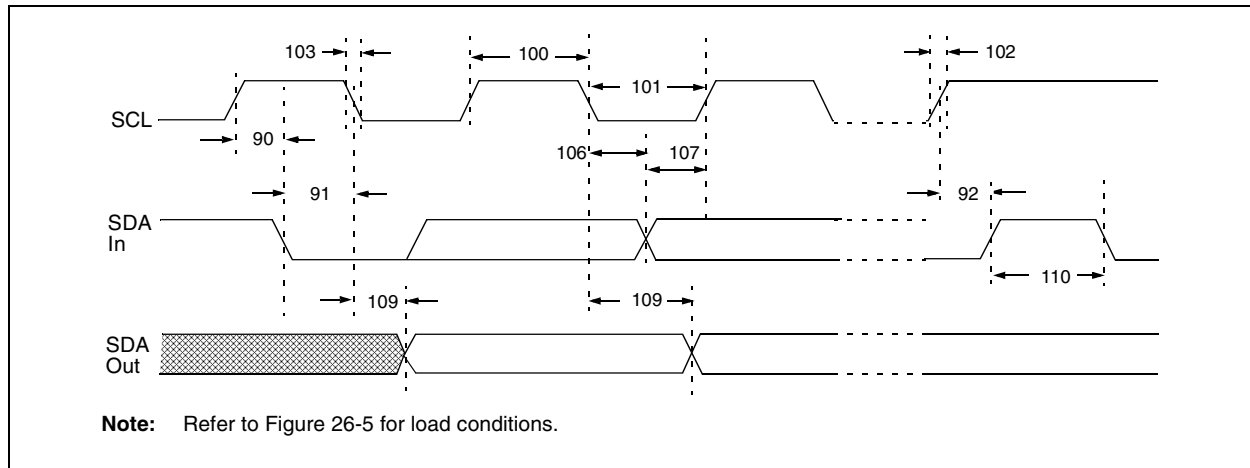 103
100
102
101
SCL
90
106
107
91
92
SDA
In
110
109
109
SDA
Out
Note: Refer to Figure 26-5 for load conditions.